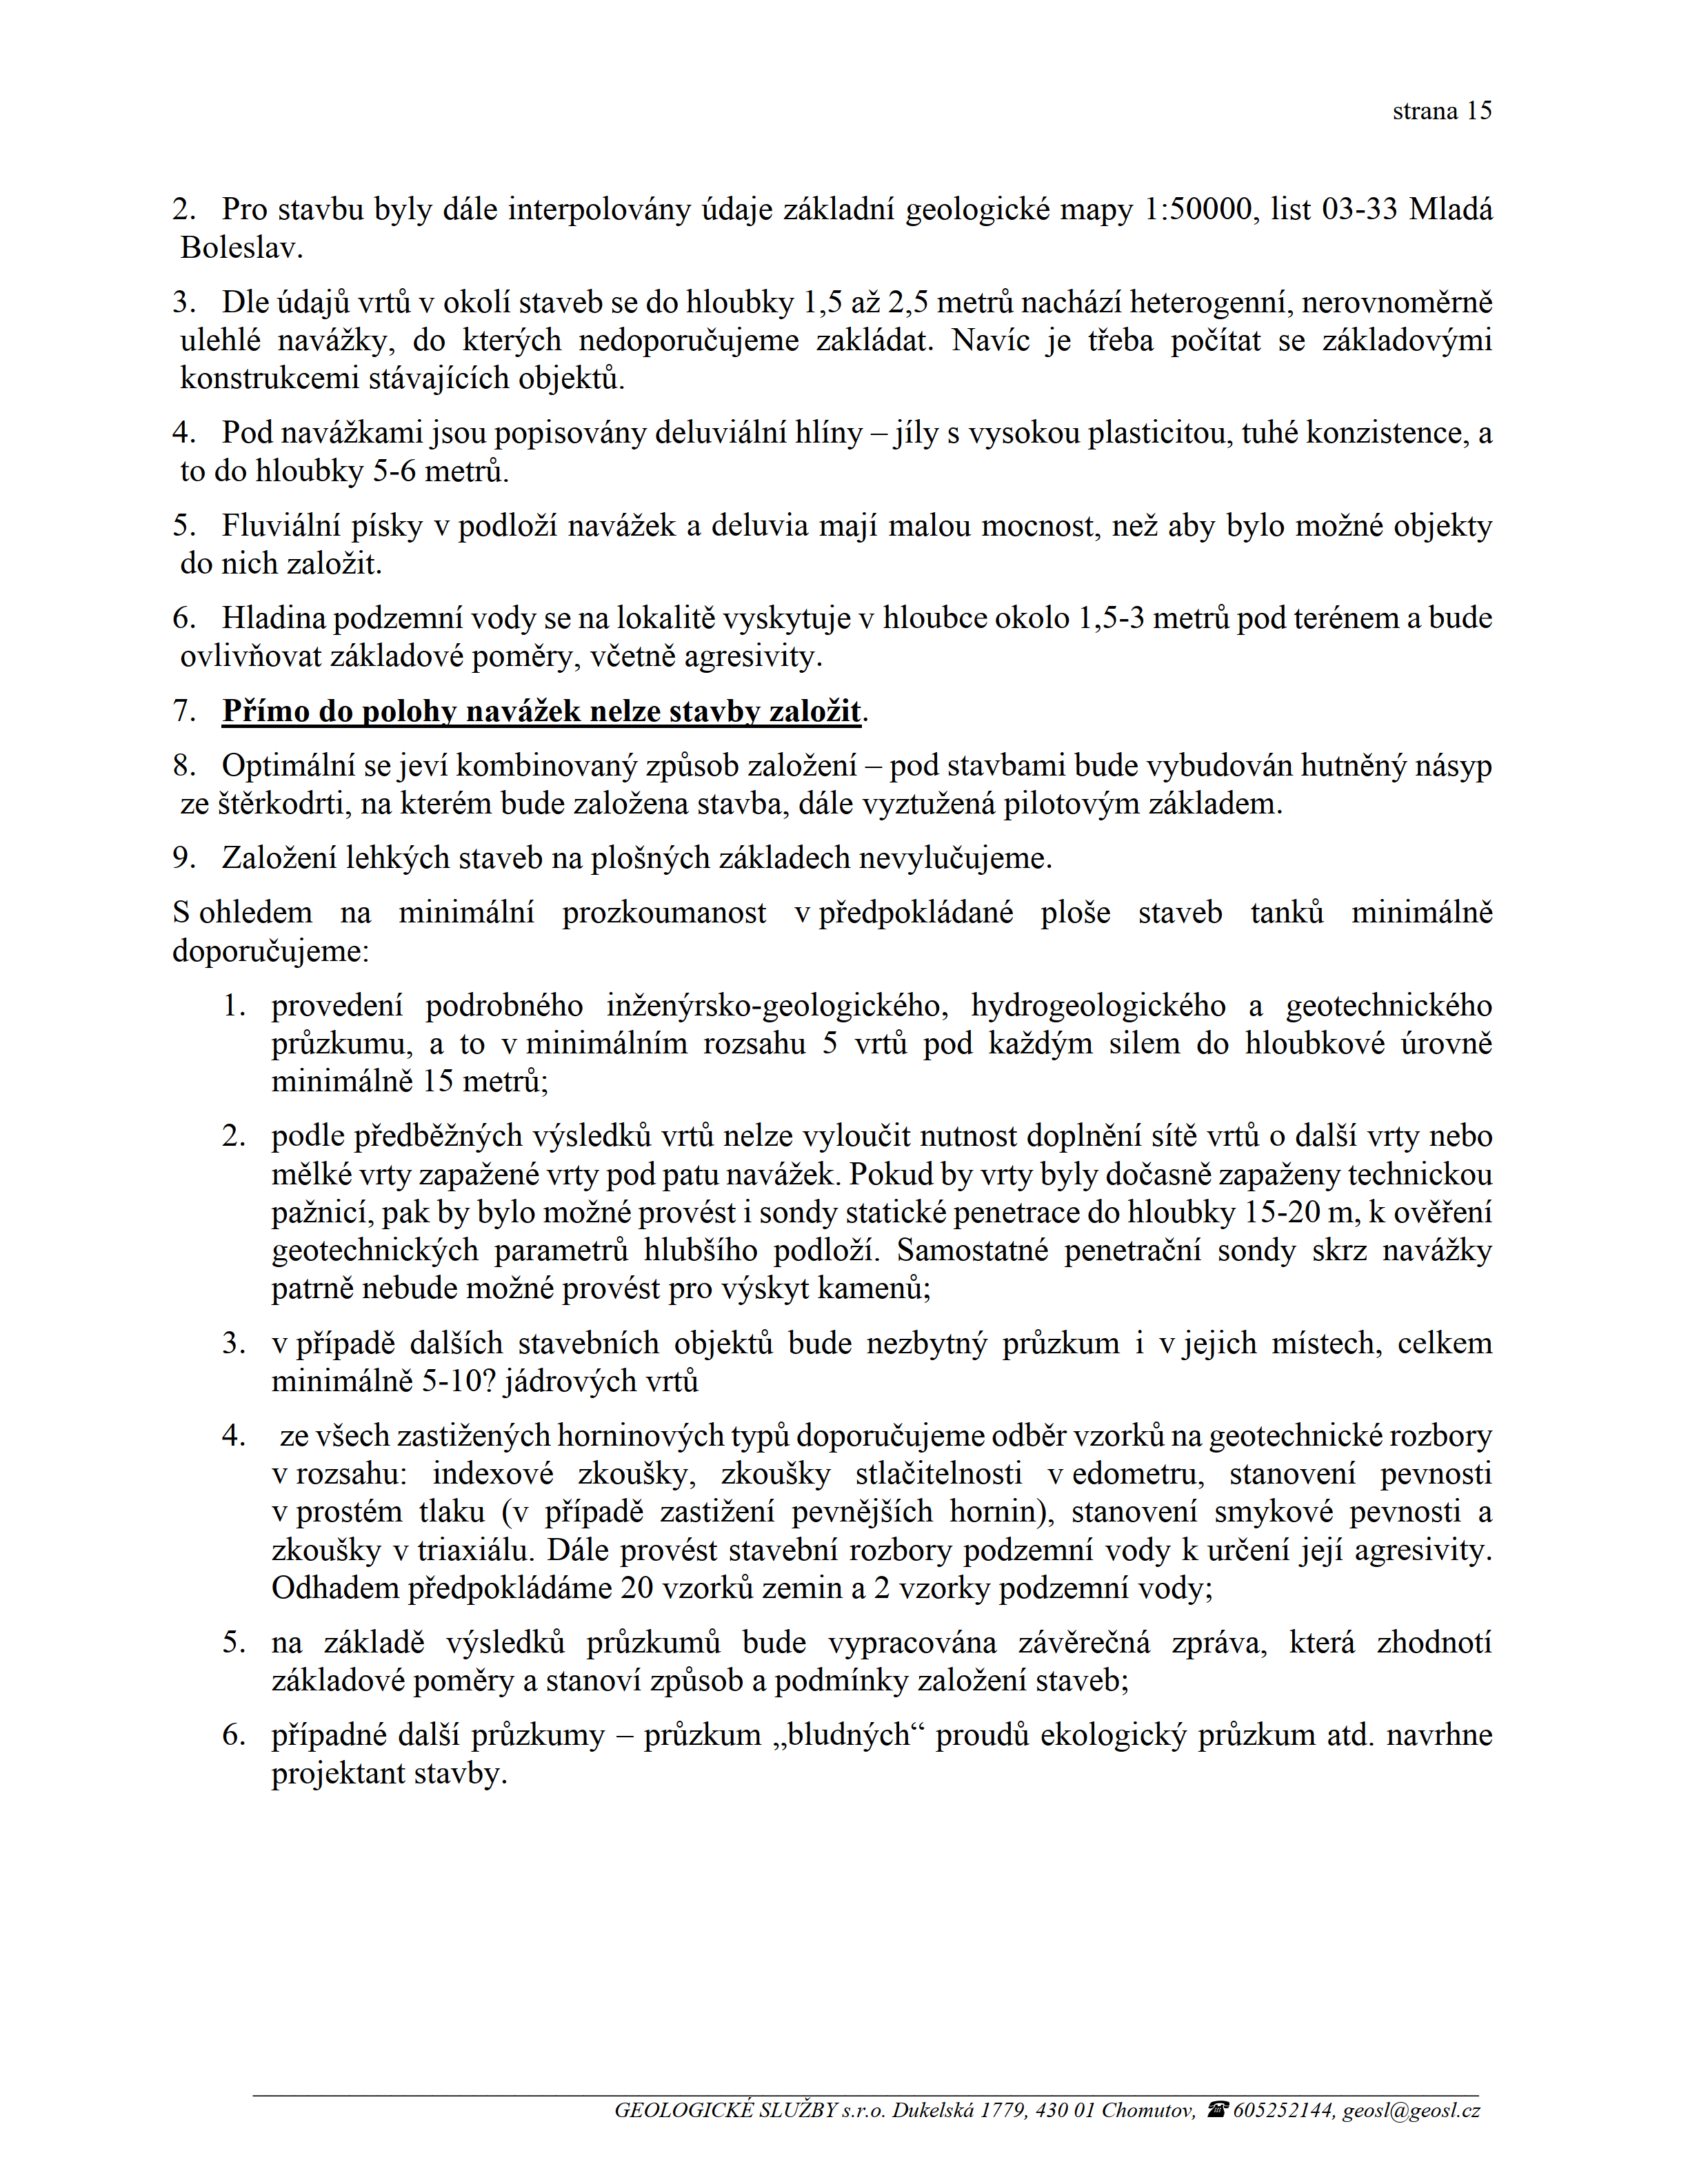 strana 15
2. Pro stavbu byly dále interpolovány údaje základní geologické mapy 1:50000, list 03-33 Mladá
Boleslav.
3. Dle údajů vrtů v okolí staveb se do hloubky 1,5 až 2,5 metrů nachází heterogenní, nerovnoměrně
ulehlé navážky, do kterých nedoporučujeme zakládat. Navíc je třeba počítat se základovými
konstrukcemi stávajících objektů.
4. Pod navážkami jsou popisovány deluviální hlíny – jíly s vysokou plasticitou, tuhé konzistence, a
to do hloubky 5-6 metrů.
5. Fluviální písky v podloží navážek a deluvia mají malou mocnost, než aby bylo možné objekty
do nich založit.
6. Hladina podzemní vody se na lokalitě vyskytuje v hloubce okolo 1,5-3 metrů pod terénem a bude
ovlivňovat základové poměry, včetně agresivity.
7. Přímo do polohy navážek nelze stavby založit.
8. Optimální se jeví kombinovaný způsob založení – pod stavbami bude vybudován hutněný násyp
ze štěrkodrti, na kterém bude založena stavba, dále vyztužená pilotovým základem.
9. Založení lehkých staveb na plošných základech nevylučujeme.
S ohledem na minimální prozkoumanost v předpokládané ploše staveb tanků minimálně
doporučujeme:
1. provedení podrobného inženýrsko-geologického, hydrogeologického a geotechnického
průzkumu, a to v minimálním rozsahu 5 vrtů pod každým silem do hloubkové úrovně
minimálně 15 metrů;
2. podle předběžných výsledků vrtů nelze vyloučit nutnost doplnění sítě vrtů o další vrty nebo
mělké vrty zapažené vrty pod patu navážek. Pokud by vrty byly dočasně zapaženy technickou
pažnicí, pak by bylo možné provést i sondy statické penetrace do hloubky 15-20 m, k ověření
geotechnických parametrů hlubšího podloží. Samostatné penetrační sondy skrz navážky
patrně nebude možné provést pro výskyt kamenů;
3. v případě dalších stavebních objektů bude nezbytný průzkum i v jejich místech, celkem
minimálně 5-10? jádrových vrtů
4. ze všech zastižených horninových typů doporučujeme odběr vzorků na geotechnické rozbory
v rozsahu: indexové zkoušky, zkoušky stlačitelnosti v edometru, stanovení pevnosti
v prostém tlaku (v případě zastižení pevnějších hornin), stanovení smykové pevnosti a
zkoušky v triaxiálu. Dále provést stavební rozbory podzemní vody k určení její agresivity.
Odhadem předpokládáme 20 vzorků zemin a 2 vzorky podzemní vody;
5. na základě výsledků průzkumů bude vypracována závěrečná zpráva, která zhodnotí
základové poměry a stanoví způsob a podmínky založení staveb;
6. případné další průzkumy – průzkum „bludných“ proudů ekologický průzkum atd. navrhne
projektant stavby.
GEOLOGICKÉ SLUŽBY s.r.o. Dukelská 1779, 430 01 Chomutov, ☎ 605252144, geosl@geosl.cz